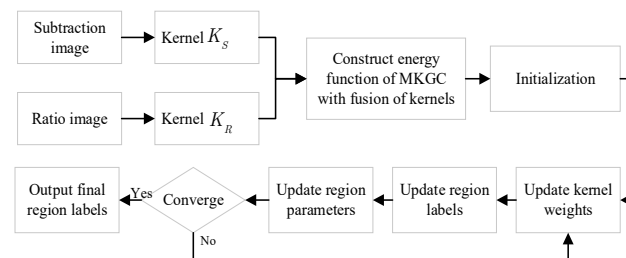 Subtraction
image
Kernel K_S
Construct energy
function of MKGC
with fusion of kernels
Initialization
Ratio image
Kernel K_R
Output final
region labels
Yes
Converge
No
Update region
parameters
Update region
labels
Update kernel
weights